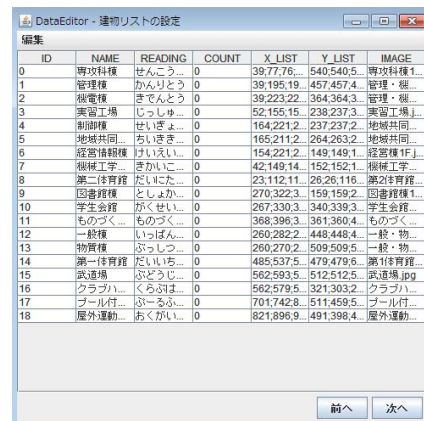 DataEditor - 建物リストの設定
編集
ID NAME READING COUNT X_LIST Y_LIST IMAGE
0 専攻科棟 せんこう... 0 39;77;76;... 540;540;5... 専攻科棟1...
1 管理棟 かんりとう 0 39;195;19... 457;457;4... 管理・機...
2 機電棟 きでんとう 0 39;223;22... 364;364;3... 管理・機...
3 実習工場 じっしゅ... 0 52;155;15... 238;237;3... 実習工場.j...
4 制御棟 せいぎょ... 0 164;221;2... 237;237;2... 地域共同...
5 地域共同... ちいきき... 0 165;211;2... 264;263;2... 地域共同...
6 経営情報棟 けいえい... 0 154;221;2... 149;149;1... 経営棟1F.j...
7 機械工学... きかいこ... 0 42;149;14... 152;152;1... 機械工学...
8 第二体育館 だいにた... 0 23;112;11... 26;26;116... 第2体育館...
9 図書館棟 としょか... 0 270;322;3... 159;159;2... 図書館棟1...
10 学生会館 がくせい... 0 267;330;3... 340;339;3... 学生会館...
11 ものづく... ものづく... 0 368;396;3... 361;360;4... ものづく...
12 一般棟 いっぱん... 0 260;282;2... 448;448;4... 一般・物...
13 物質棟 ぶっしつ... 0 260;270;2... 509;509;5... 一般・物...
14 第一体育館 だいいち... 0 485;537;5... 479;479;6... 第1体育館...
15 武道場 ぶどうじ... 0 562;593;5... 512;512;5... 武道場.jpg
16 クラブハ... くらぶは... 0 562;579;5... 321;303;2... クラブハ...
17 プール付... ぷーるふ... 0 701;742;8... 511;459;5... プール付...
18 屋外運動... おくがい... 0 821;896;9... 491;398;4... 屋外運動...
前へ 次へ